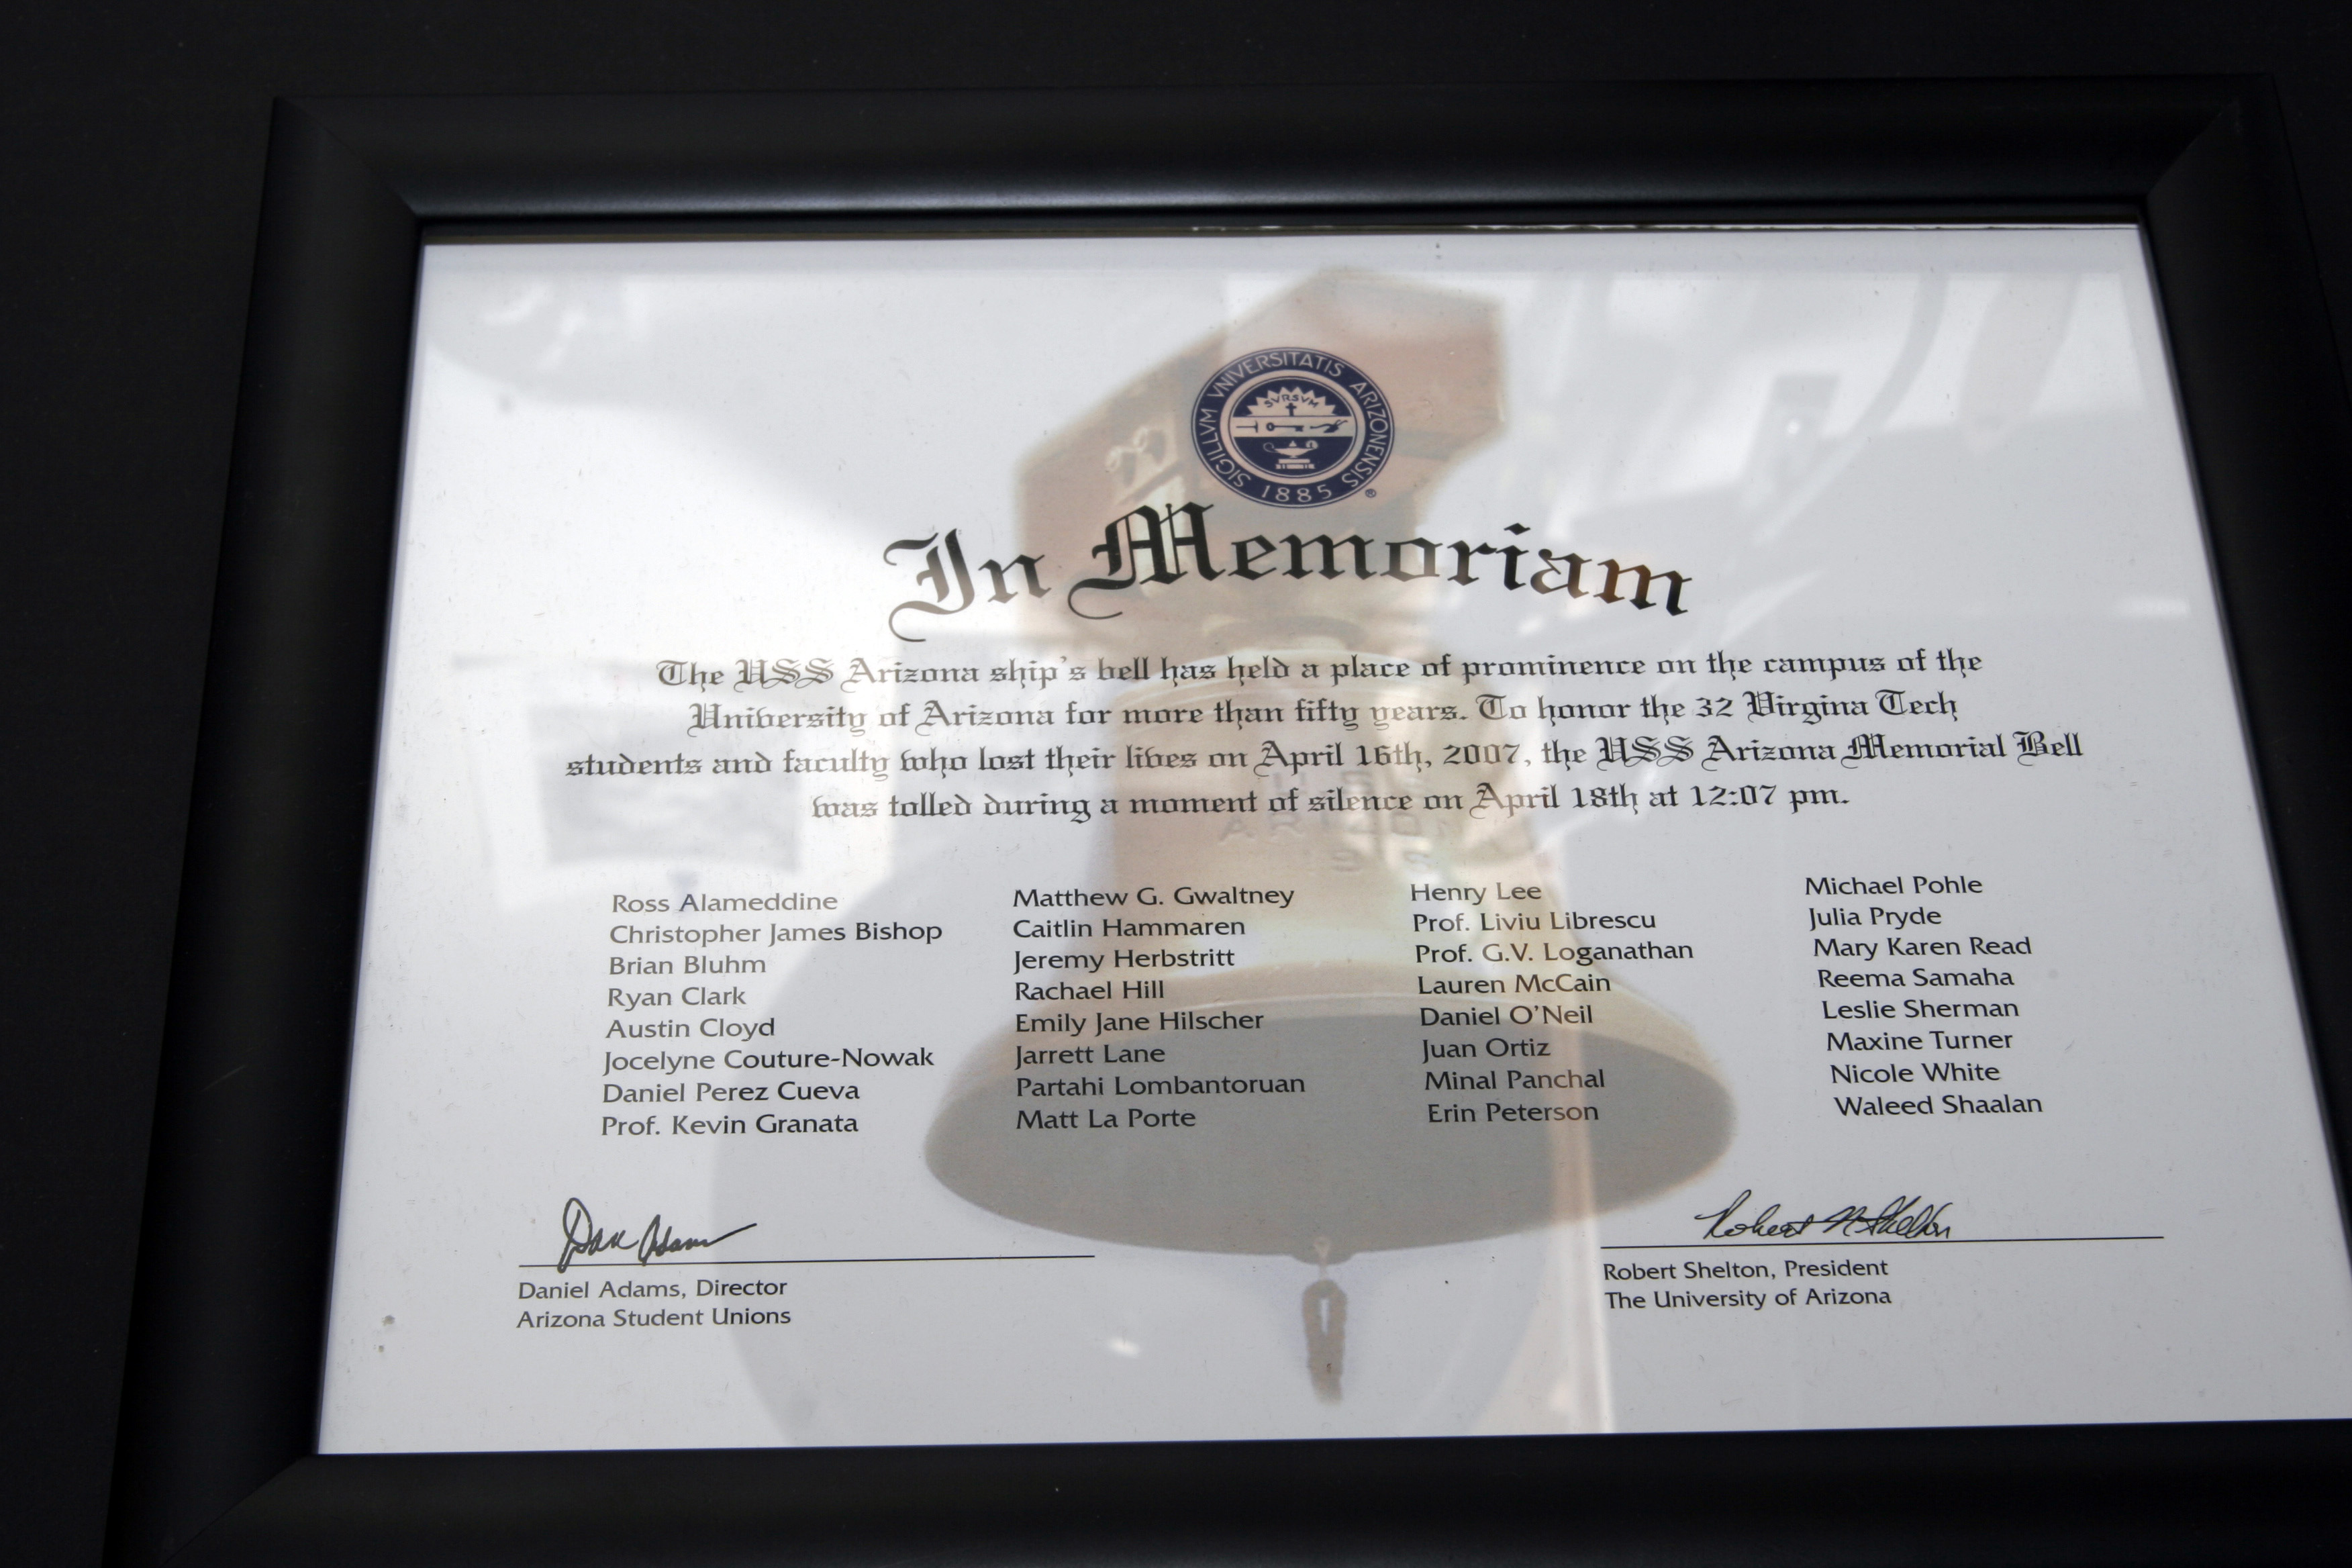 SIGILLVM VNIVERSITATIS ARIZONENSIS
SVRSVM
1885
®
In Memoriam
The USS Arizona ship's bell has held a place of prominence on the campus of the
University of Arizona for more than fifty years. To honor the 32 Virgina Tech
students and faculty who lost their lives on April 16th, 2007, the USS Arizona Memorial Bell
was tolled during a moment of silence on April 18th at 12:07 pm.
Ross Alameddine
Christopher James Bishop
Brian Bluhm
Ryan Clark
Austin Cloyd
Jocelyne Couture-Nowak
Daniel Perez Cueva
Prof. Kevin Granata
Matthew G. Gwaltney
Caitlin Hammaren
Jeremy Herbstritt
Rachael Hill
Emily Jane Hilscher
Jarrett Lane
Partahi Lombantoruan
Matt La Porte
Henry Lee
Prof. Liviu Librescu
Prof. G.V. Loganathan
Lauren McCain
Daniel O'Neil
Juan Ortiz
Minal Panchal
Erin Peterson
Michael Pohle
Julia Pryde
Mary Karen Read
Reema Samaha
Leslie Sherman
Maxine Turner
Nicole White
Waleed Shaalan
Dan Adams
Daniel Adams, Director
Arizona Student Unions
Robert N Shelton
Robert Shelton, President
The University of Arizona